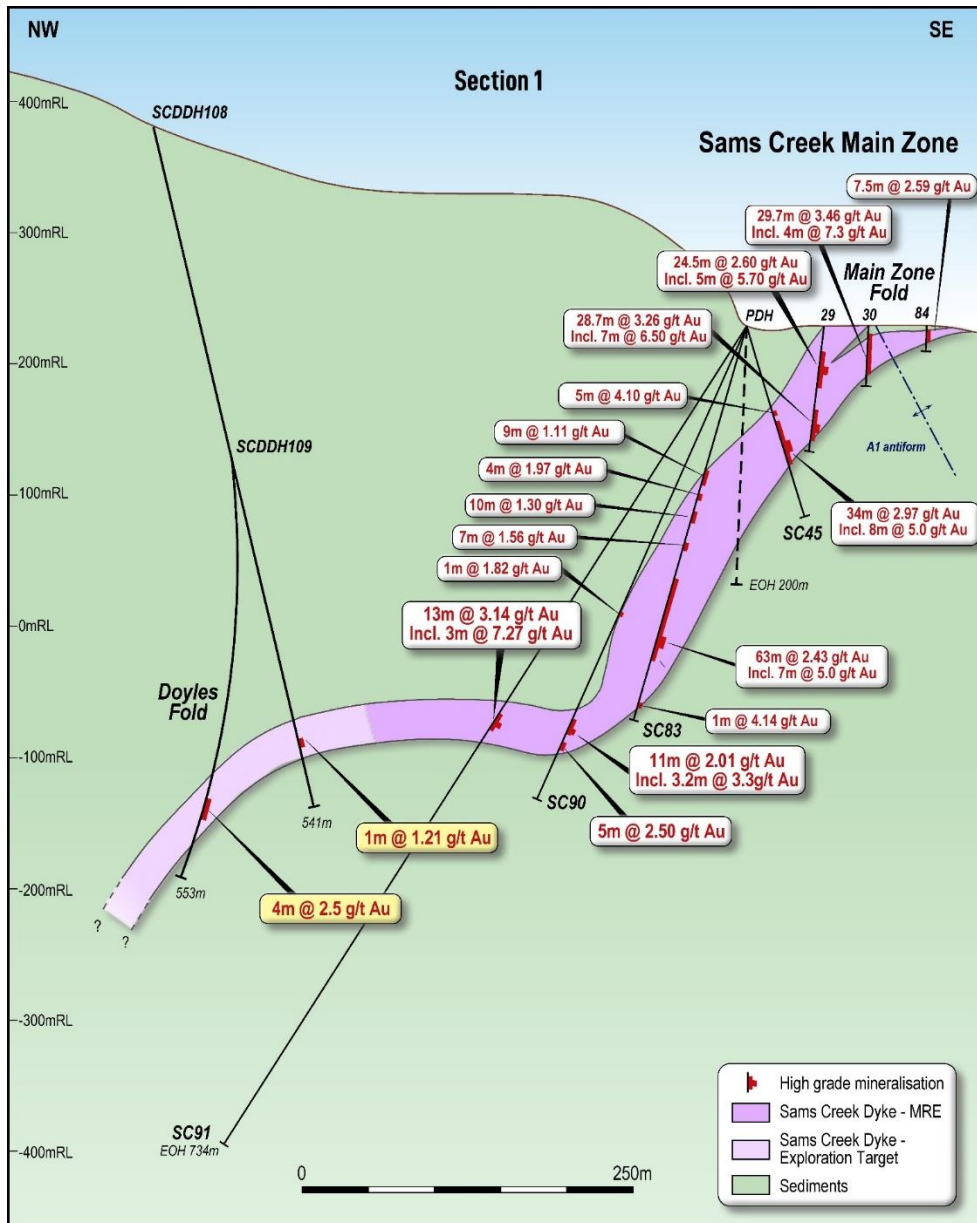 NW
SE
Section 1
400mRL
SCDDH108
Sams Creek Main Zone
7.5m @ 2.59 g/t Au
29.7m @ 3.46 g/t Au
Incl. 4m @ 7.3 g/t Au
300mRL
24.5m @ 2.60 g/t Au
Incl. 5m @ 5.70 g/t Au
Main Zone
Fold
PDH
29
30
84
28.7m @ 3.26 g/t Au
Incl. 7m @ 6.50 g/t Au
200mRL
5m @ 4.10 g/t Au
9m @ 1.11 g/t Au
A1 antiform
SCDDH109
4m @ 1.97 g/t Au
100mRL
10m @ 1.30 g/t Au
34m @ 2.97 g/t Au
Incl. 8m @ 5.0 g/t Au
SC45
7m @ 1.56 g/t Au
1m @ 1.82 g/t Au
EOH 200m
0mRL
13m @ 3.14 g/t Au
Incl. 3m @ 7.27 g/t Au
63m @ 2.43 g/t Au
Incl. 7m @ 5.0 g/t Au
Doyles
Fold
1m @ 4.14 g/t Au
SC83
-100mRL
11m @ 2.01 g/t Au
Incl. 3.2m @ 3.3g/t Au
SC90
541m
1m @ 1.21 g/t Au
5m @ 2.50 g/t Au
-200mRL
553m
4m @ 2.5 g/t Au
?
?
-300mRL
High grade mineralisation
Sams Creek Dyke - MRE
Sams Creek Dyke -
Exploration Target
Sediments
SC91
EOH 734m
-400mRL
0
250m